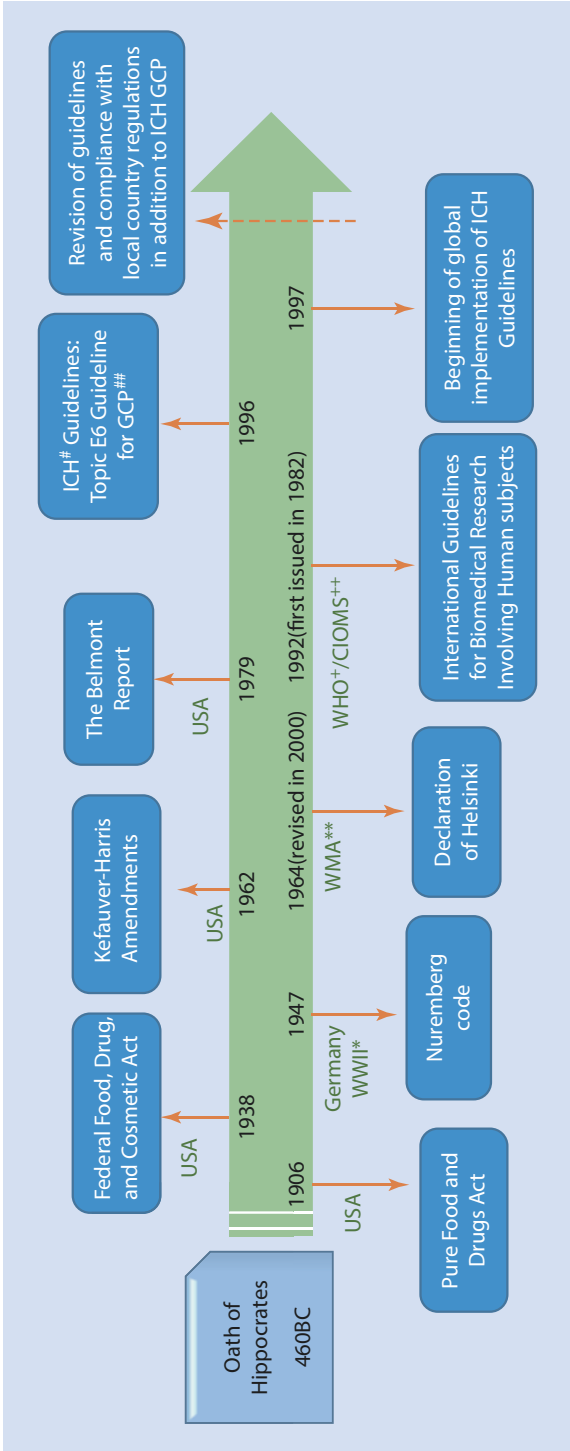 Oath of
Hippocrates
460BC
Federal Food, Drug,
and Cosmetic Act
USA
1938
Kefauver-Harris
Amendments
USA
1962
The Belmont
Report
USA
1979
ICH# Guidelines:
Topic E6 Guideline
for GCP##
1996
Revision of guidelines
and compliance with
local country regulations
in addition to ICH GCP
1906
USA
Pure Food and
Drugs Act
1947
Germany
WWII*
Nuremberg
code
1964(revised in 2000)
WMA**
Declaration
of Helsinki
1992(first issued in 1982)
WHO+/CIOMS++
International Guidelines
for Biomedical Research
Involving Human subjects
1997
Beginning of global
implementation of ICH
Guidelines